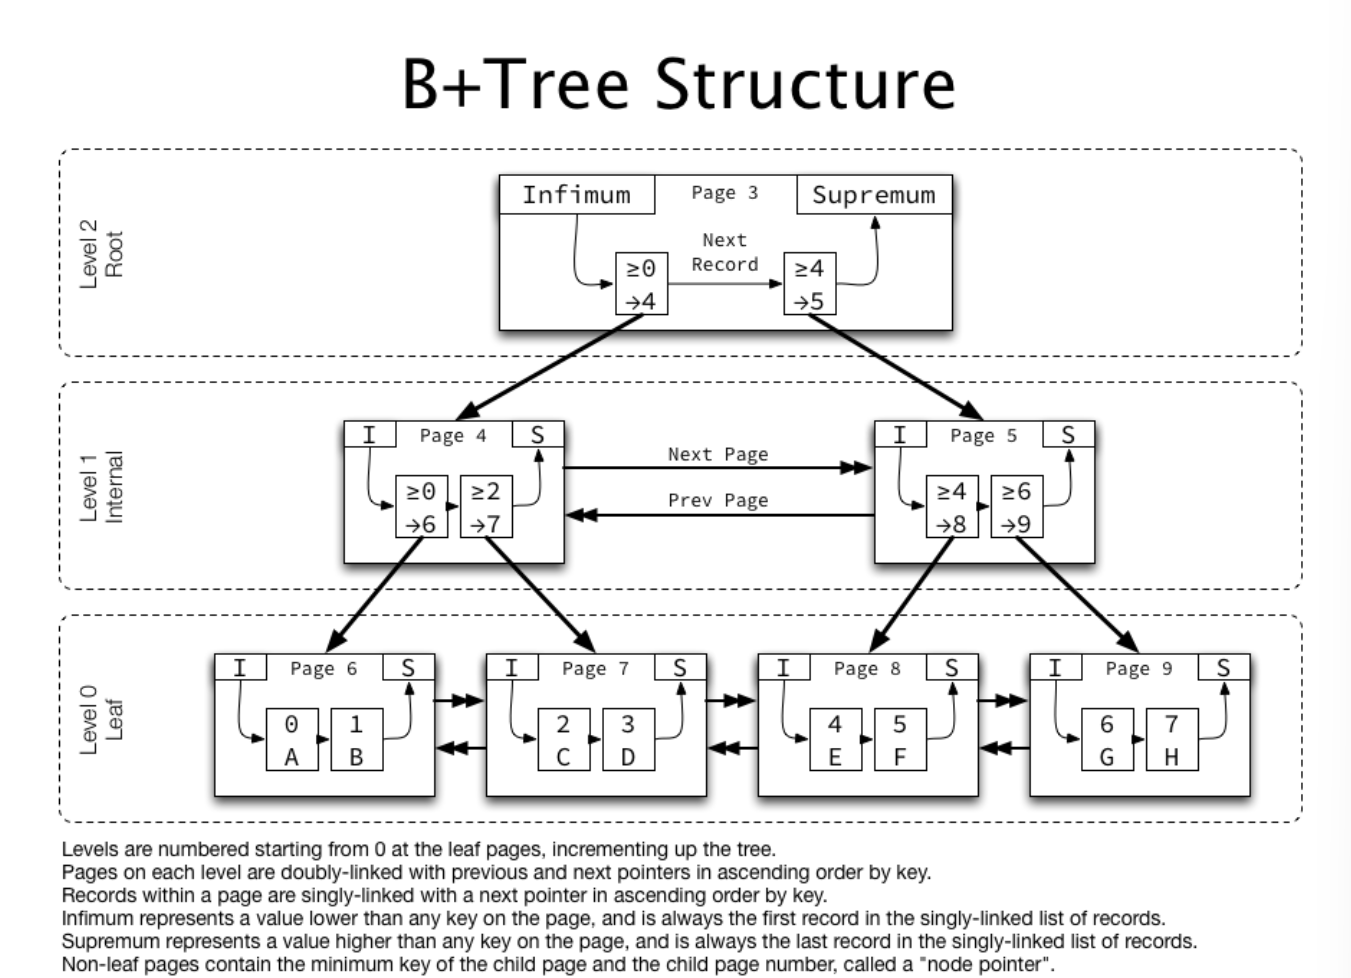 B+Tree Structure
Level 2
Root
Infimum
Page 3
Supremum
Next
Record
≥0
→4
≥4
→5
Level 1
Internal
I
Page 4
S
≥0
→6
≥2
→7
Next Page
Prev Page
I
Page 5
S
≥4
→8
≥6
→9
Level 0
Leaf
I
Page 6
S
0
A
1
B
I
Page 7
S
2
C
3
D
I
Page 8
S
4
E
5
F
I
Page 9
S
6
G
7
H
Levels are numbered starting from 0 at the leaf pages, incrementing up the tree.
Pages on each level are doubly-linked with previous and next pointers in ascending order by key.
Records within a page are singly-linked with a next pointer in ascending order by key.
Infimum represents a value lower than any key on the page, and is always the first record in the singly-linked list of records.
Supremum represents a value higher than any key on the page, and is always the last record in the singly-linked list of records.
Non-leaf pages contain the minimum key of the child page and the child page number, called a "node pointer".